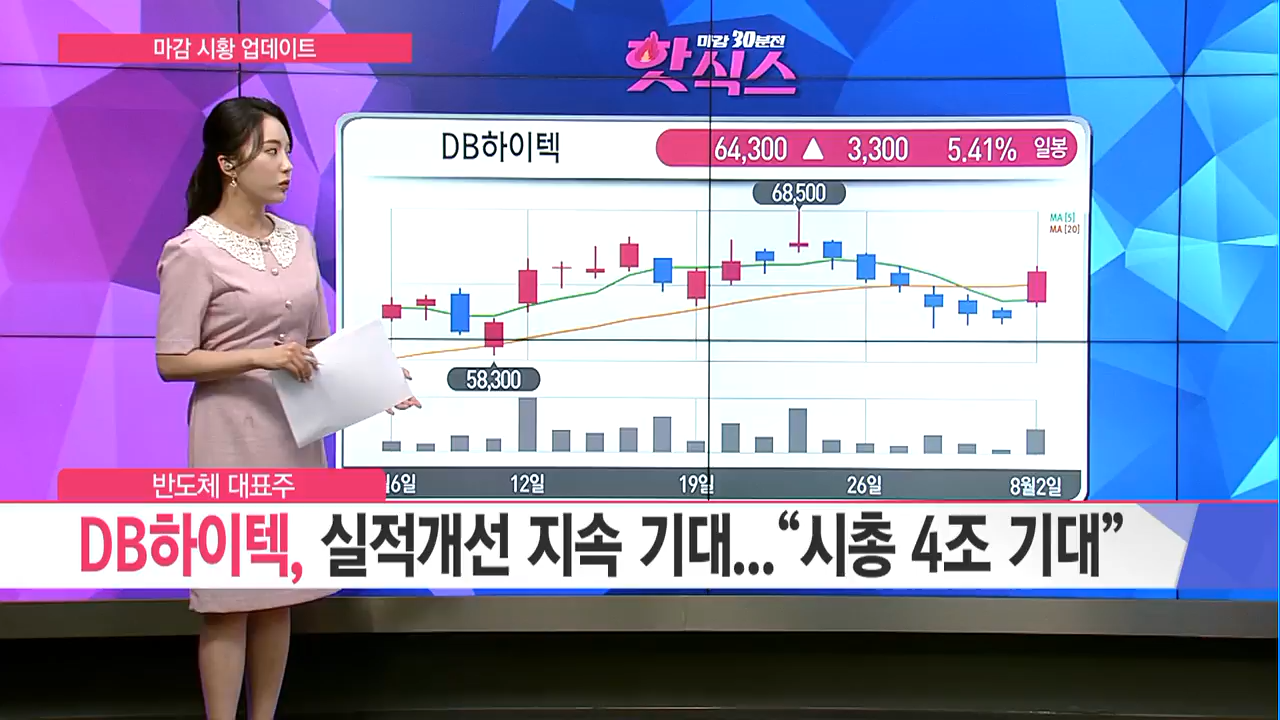 마감 시황 업데이트
마감 30분전
핫식스
DB하이텍
64,300 ▲ 3,300 5.41% 일봉
68,500
MA [5]
MA [20]
58,300
월6일 12일 19일 26일 8월2일
반도체 대표주
DB하이텍, 실적개선 지속 기대...“시총 4조 기대”